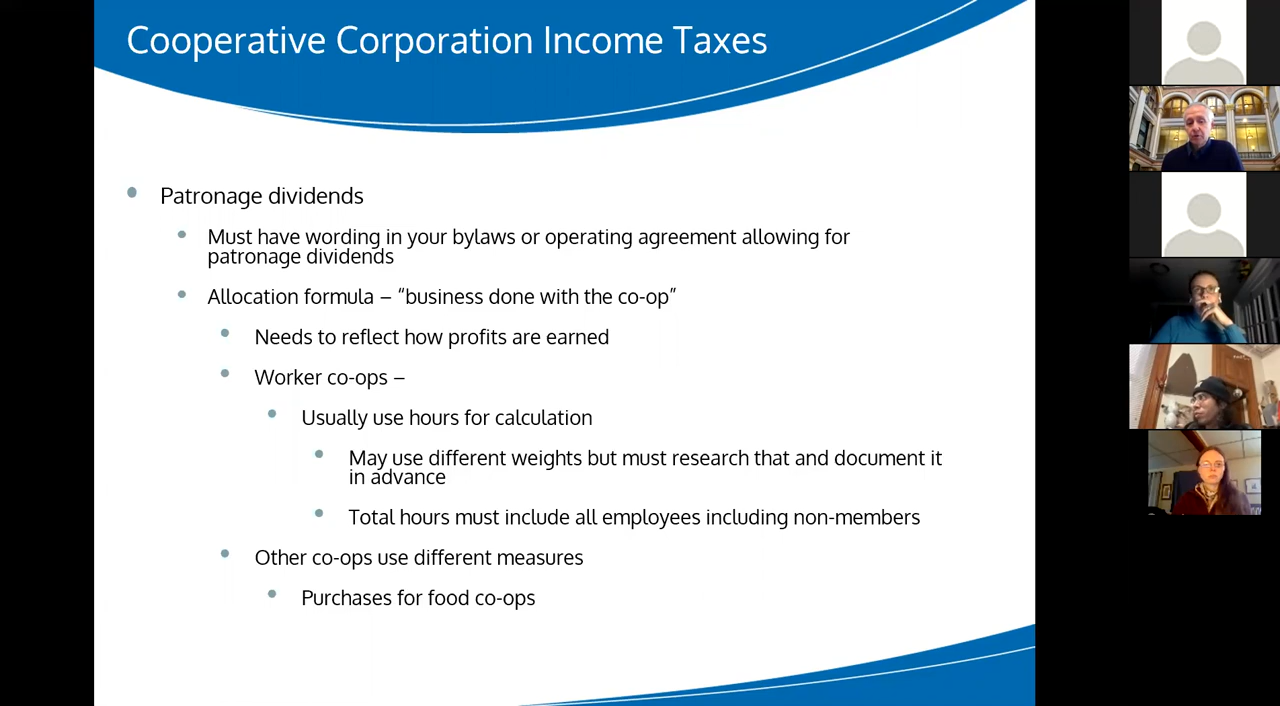 Cooperative Corporation Income Taxes
Patronage dividends
Must have wording in your bylaws or operating agreement allowing for
patronage dividends
Allocation formula – “business done with the co-op”
Needs to reflect how profits are earned
Worker co-ops –
Usually use hours for calculation
May use different weights but must research that and document it
in advance
Total hours must include all employees including non-members
Other co-ops use different measures
Purchases for food co-ops